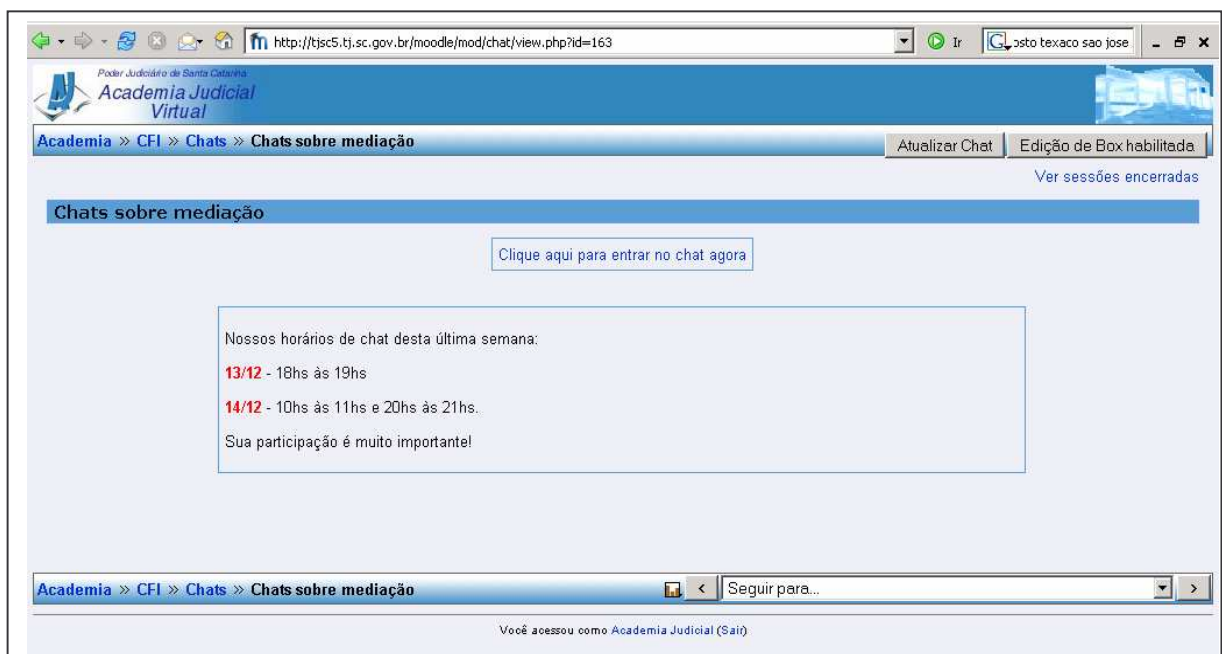 http://tjsc5.tj.sc.gov.br/moodle/mod/chat/view.php?id=163 Ir osto texaco sao jose
Poder Judiciário de Santa Catarina
Academia Judicial
Virtual
Academia » CFI » Chats » Chats sobre mediação Atualizar Chat Edição de Box habilitada
Ver sessões encerradas
Chats sobre mediação
Clique aqui para entrar no chat agora
Nossos horários de chat desta última semana:
13/12 - 18hs às 19hs
14/12 - 10hs às 11hs e 20hs às 21hs.
Sua participação é muito importante!
Academia » CFI » Chats » Chats sobre mediação < Seguir para... >
Você acessou como Academia Judicial (Sair)